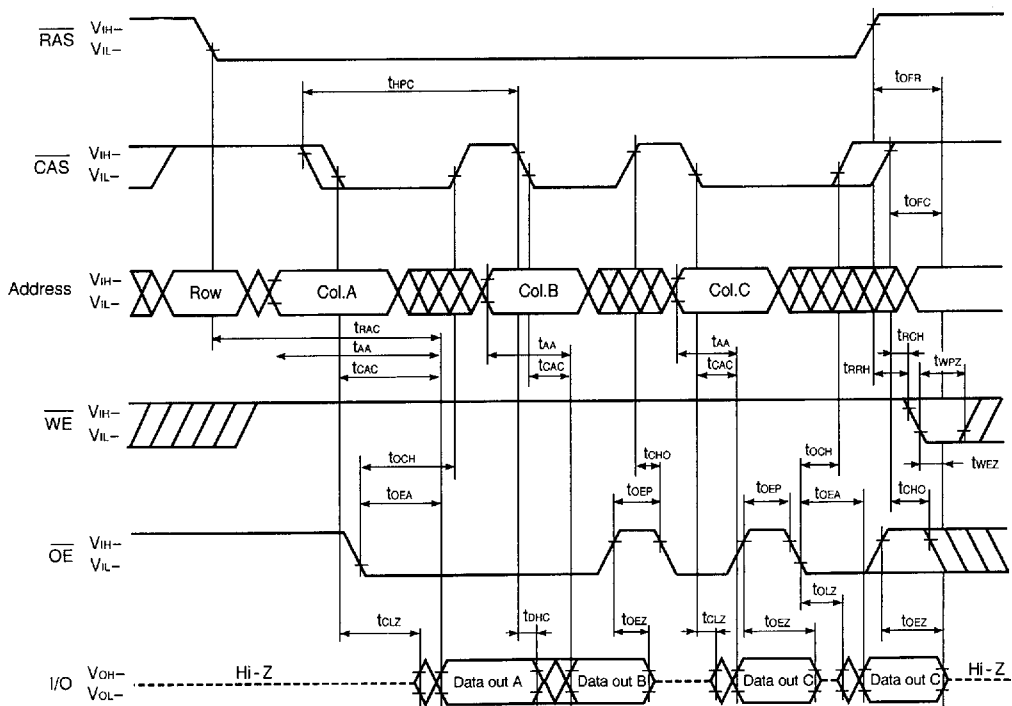 RAS VIH– VIL–
tOFR
tHPC
CAS VIH– VIL–
tOFC
Address VIH– VIL– Row Col.A Col.B Col.C
tRAC
tAA tAA tAA
tCAC tCAC tCAC
tRCH
tRRH tWPZ
WE VIH– VIL–
tWEZ
tOCH tCHO tOCH
tOEA tOEP tOEP tOEA tCHO
OE VIH– VIL–
tOLZ
tCLZ tDHC tOEZ tCLZ tOEZ tOEZ
I/O VOH– VOL– Hi-Z Data out A Data out B Data out C Data out C Hi-Z